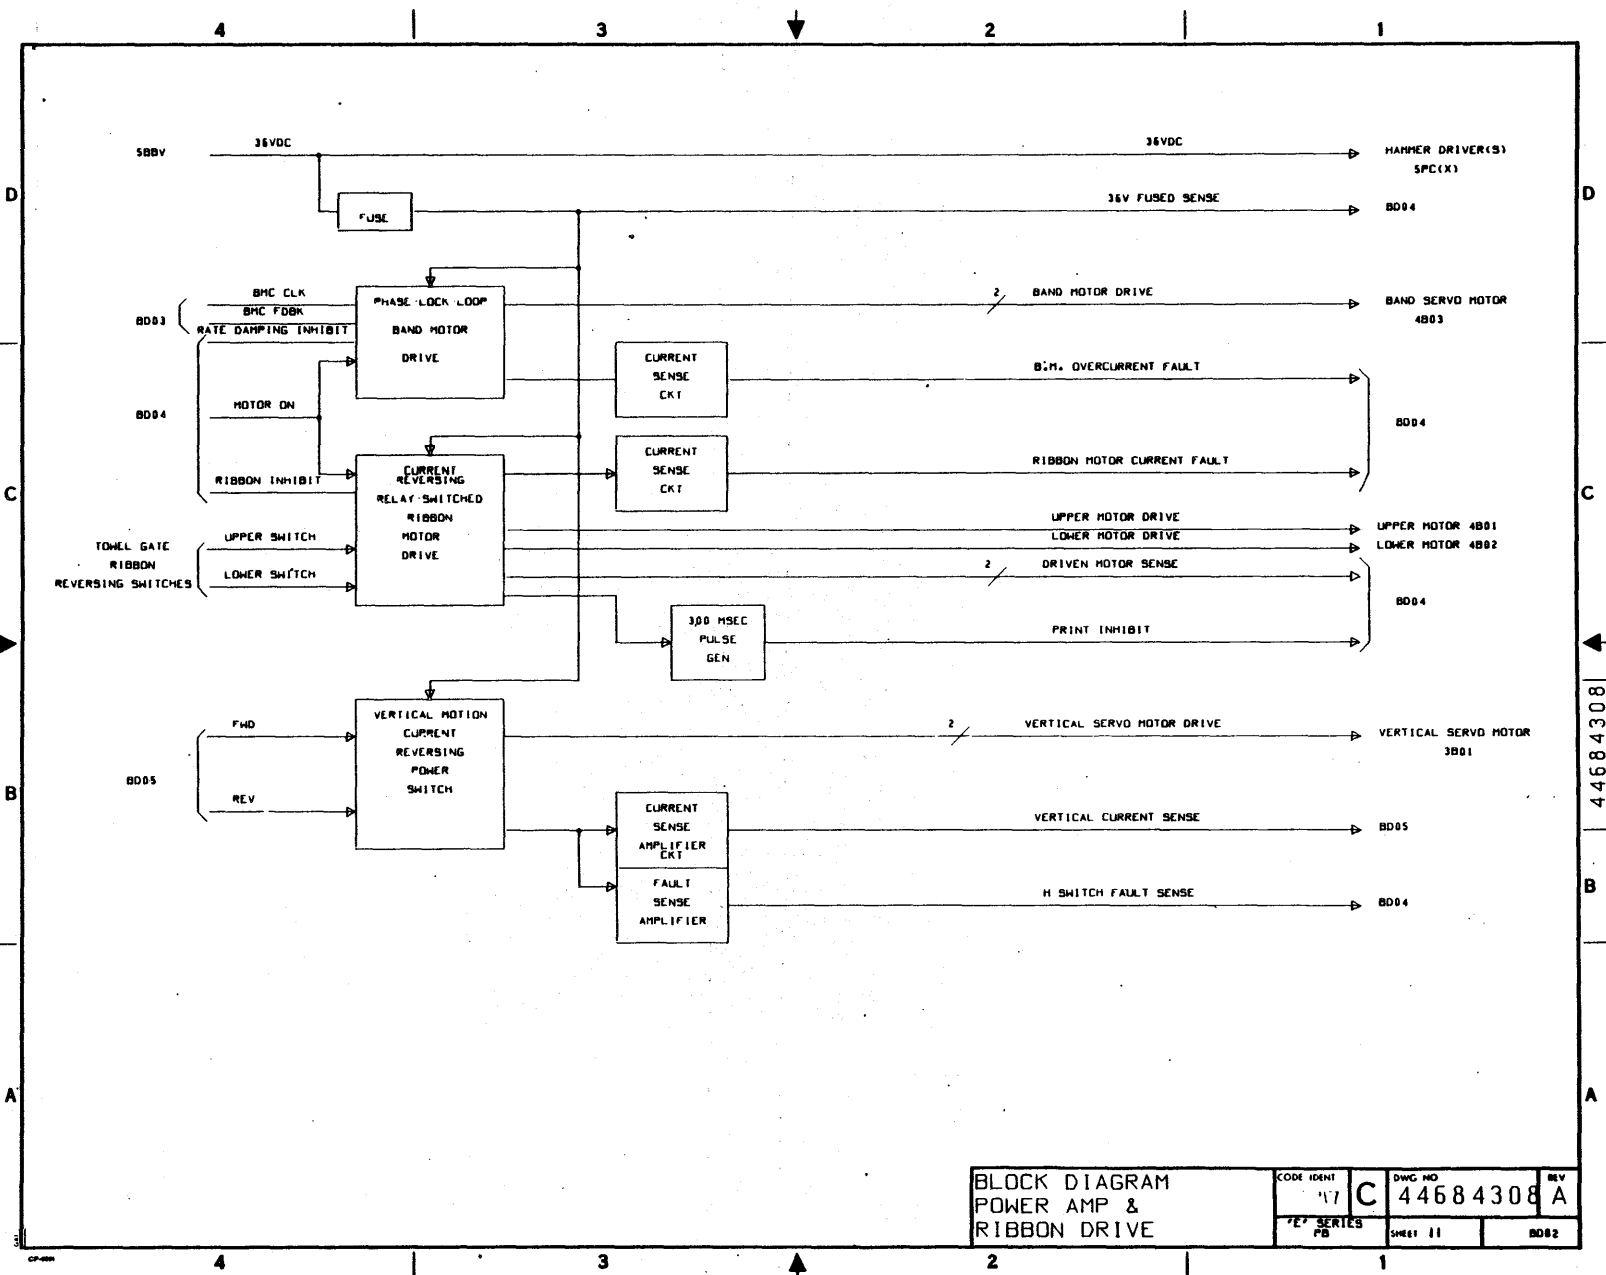 4 3 2 1
5BBV
36VDC
36VDC
HAMMER DRIVER(S)
5PC(X)
D
D
FUSE
36V FUSED SENSE
BD04
BMC CLK
BMC FDBK
RATE DAMPING INHIBIT
BD03
PHASE LOCK LOOP
BAND MOTOR
DRIVE
2
BAND MOTOR DRIVE
BAND SERVO MOTOR
4B03
CURRENT
SENSE
CKT
B.M. OVERCURRENT FAULT
MOTOR ON
BD04
BD04
RIBBON INHIBIT
CURRENT
REVERSING
RELAY SWITCHED
RIBBON
MOTOR
DRIVE
CURRENT
SENSE
CKT
RIBBON MOTOR CURRENT FAULT
C
C
UPPER SWITCH
LOWER SWITCH
TOWEL GATE
RIBBON
REVERSING SWITCHES
UPPER MOTOR DRIVE
LOWER MOTOR DRIVE
UPPER MOTOR 4B01
LOWER MOTOR 4B02
2
DRIVEN MOTOR SENSE
BD04
300 MSEC
PULSE
GEN
PRINT INHIBIT
44684308
FWD
REV
BD05
VERTICAL MOTION
CURRENT
REVERSING
POWER
SWITCH
2
VERTICAL SERVO MOTOR DRIVE
VERTICAL SERVO MOTOR
3B01
B
CURRENT
SENSE
AMPLIFIER
CKT
VERTICAL CURRENT SENSE
BD05
FAULT
SENSE
AMPLIFIER
H SWITCH FAULT SENSE
BD04
B
A
A
BLOCK DIAGRAM
POWER AMP &
RIBBON DRIVE
CODE IDENT
C
DWG NO
44684308
REV
A
'E' SERIES
PB
SHEET 11
BD02
4 3 2 1